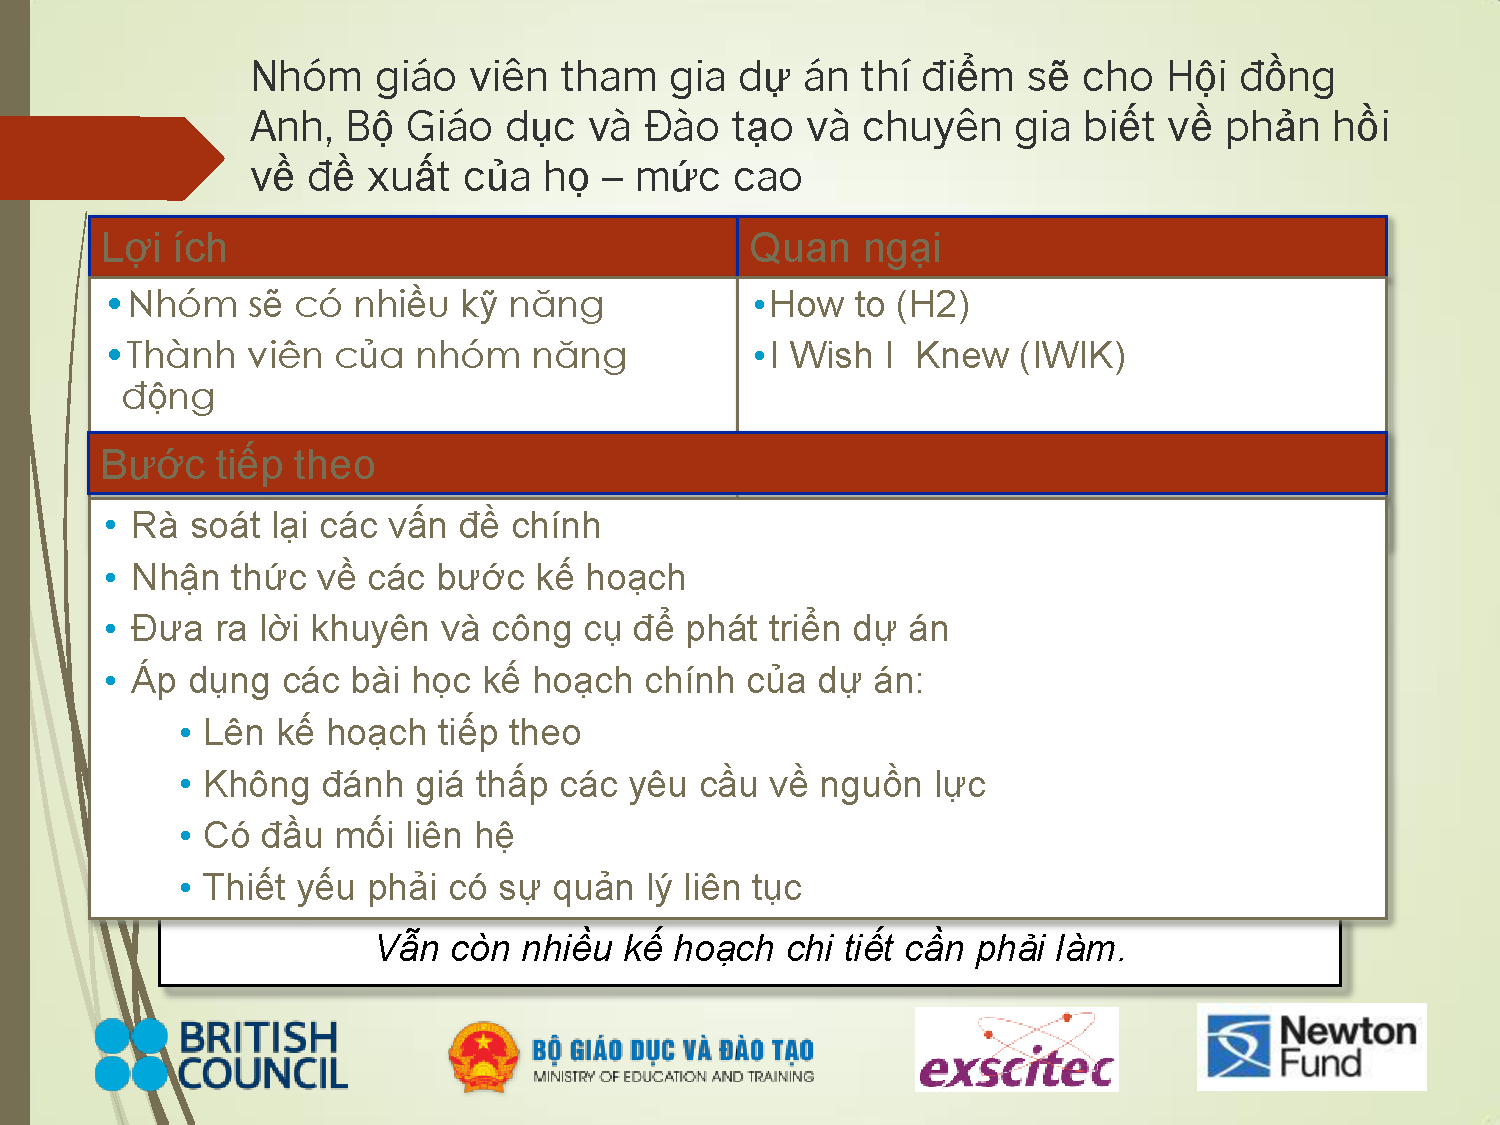 Nhóm giáo viên tham gia dự án thí điểm sẽ cho Hội đồng
Anh, Bộ Giáo dục và Đào tạo và chuyên gia biết về phản hồi
về đề xuất của họ – mức cao
Lợi ích
Quan ngại
•Nhóm sẽ có nhiều kỹ năng
•Thành viên của nhóm năng
động
•How to (H2)
•I Wish I Knew (IWIK)
Bước tiếp theo
• Rà soát lại các vấn đề chính
• Nhận thức về các bước kế hoạch
• Đưa ra lời khuyên và công cụ để phát triển dự án
• Áp dụng các bài học kế hoạch chính của dự án:
• Lên kế hoạch tiếp theo
• Không đánh giá thấp các yêu cầu về nguồn lực
• Có đầu mối liên hệ
• Thiết yếu phải có sự quản lý liên tục
Vẫn còn nhiều kế hoạch chi tiết cần phải làm.
BRITISH
COUNCIL
BỘ GIÁO DỤC VÀ ĐÀO TẠO
MINISTRY OF EDUCATION AND TRAINING
exscitec
Newton
Fund